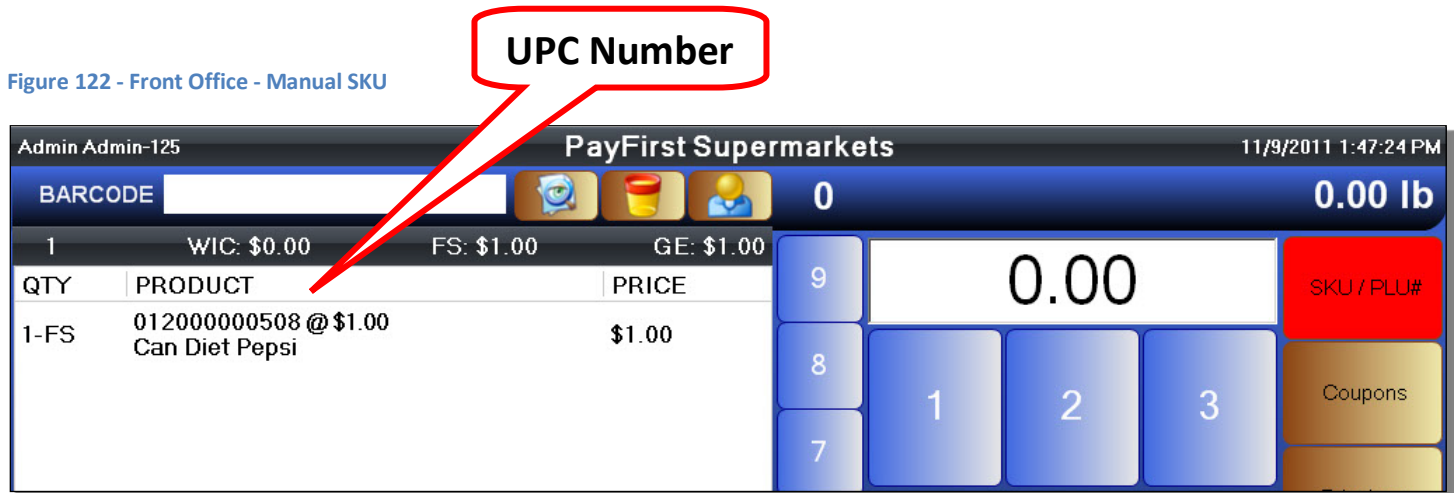 UPC Number
Figure 122 - Front Office - Manual SKU
Admin Admin-125 PayFirst Supermarkets 11/9/2011 1:47:24 PM
BARCODE 0 0.00 lb
1 WIC: $0.00 FS: $1.00 GE: $1.00
QTY PRODUCT PRICE
1-FS 012000000508 @ $1.00 $1.00
Can Diet Pepsi
9 0.00 SKU / PLU#
8 1 2 3 Coupons
7